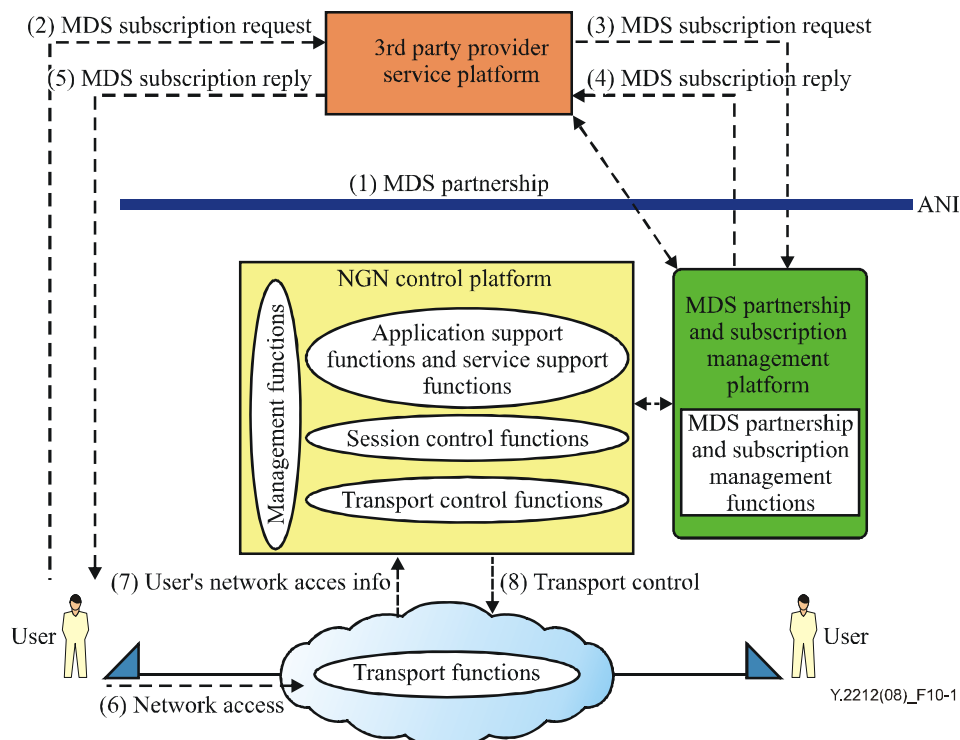 (2) MDS subscription request
(3) MDS subscription request
3rd party provider
service platform
(5) MDS subscription reply
(4) MDS subscription reply
(1) MDS partnership
ANI
NGN control platform
Management functions
Application support
functions and service support
functions
Session control functions
Transport control functions
MDS partnership
and subscription
management
platform
MDS partnership
and subscription
management
functions
(7) User's network acces info
(8) Transport control
User
User
Transport functions
(6) Network access
Y.2212(08)_F10-1